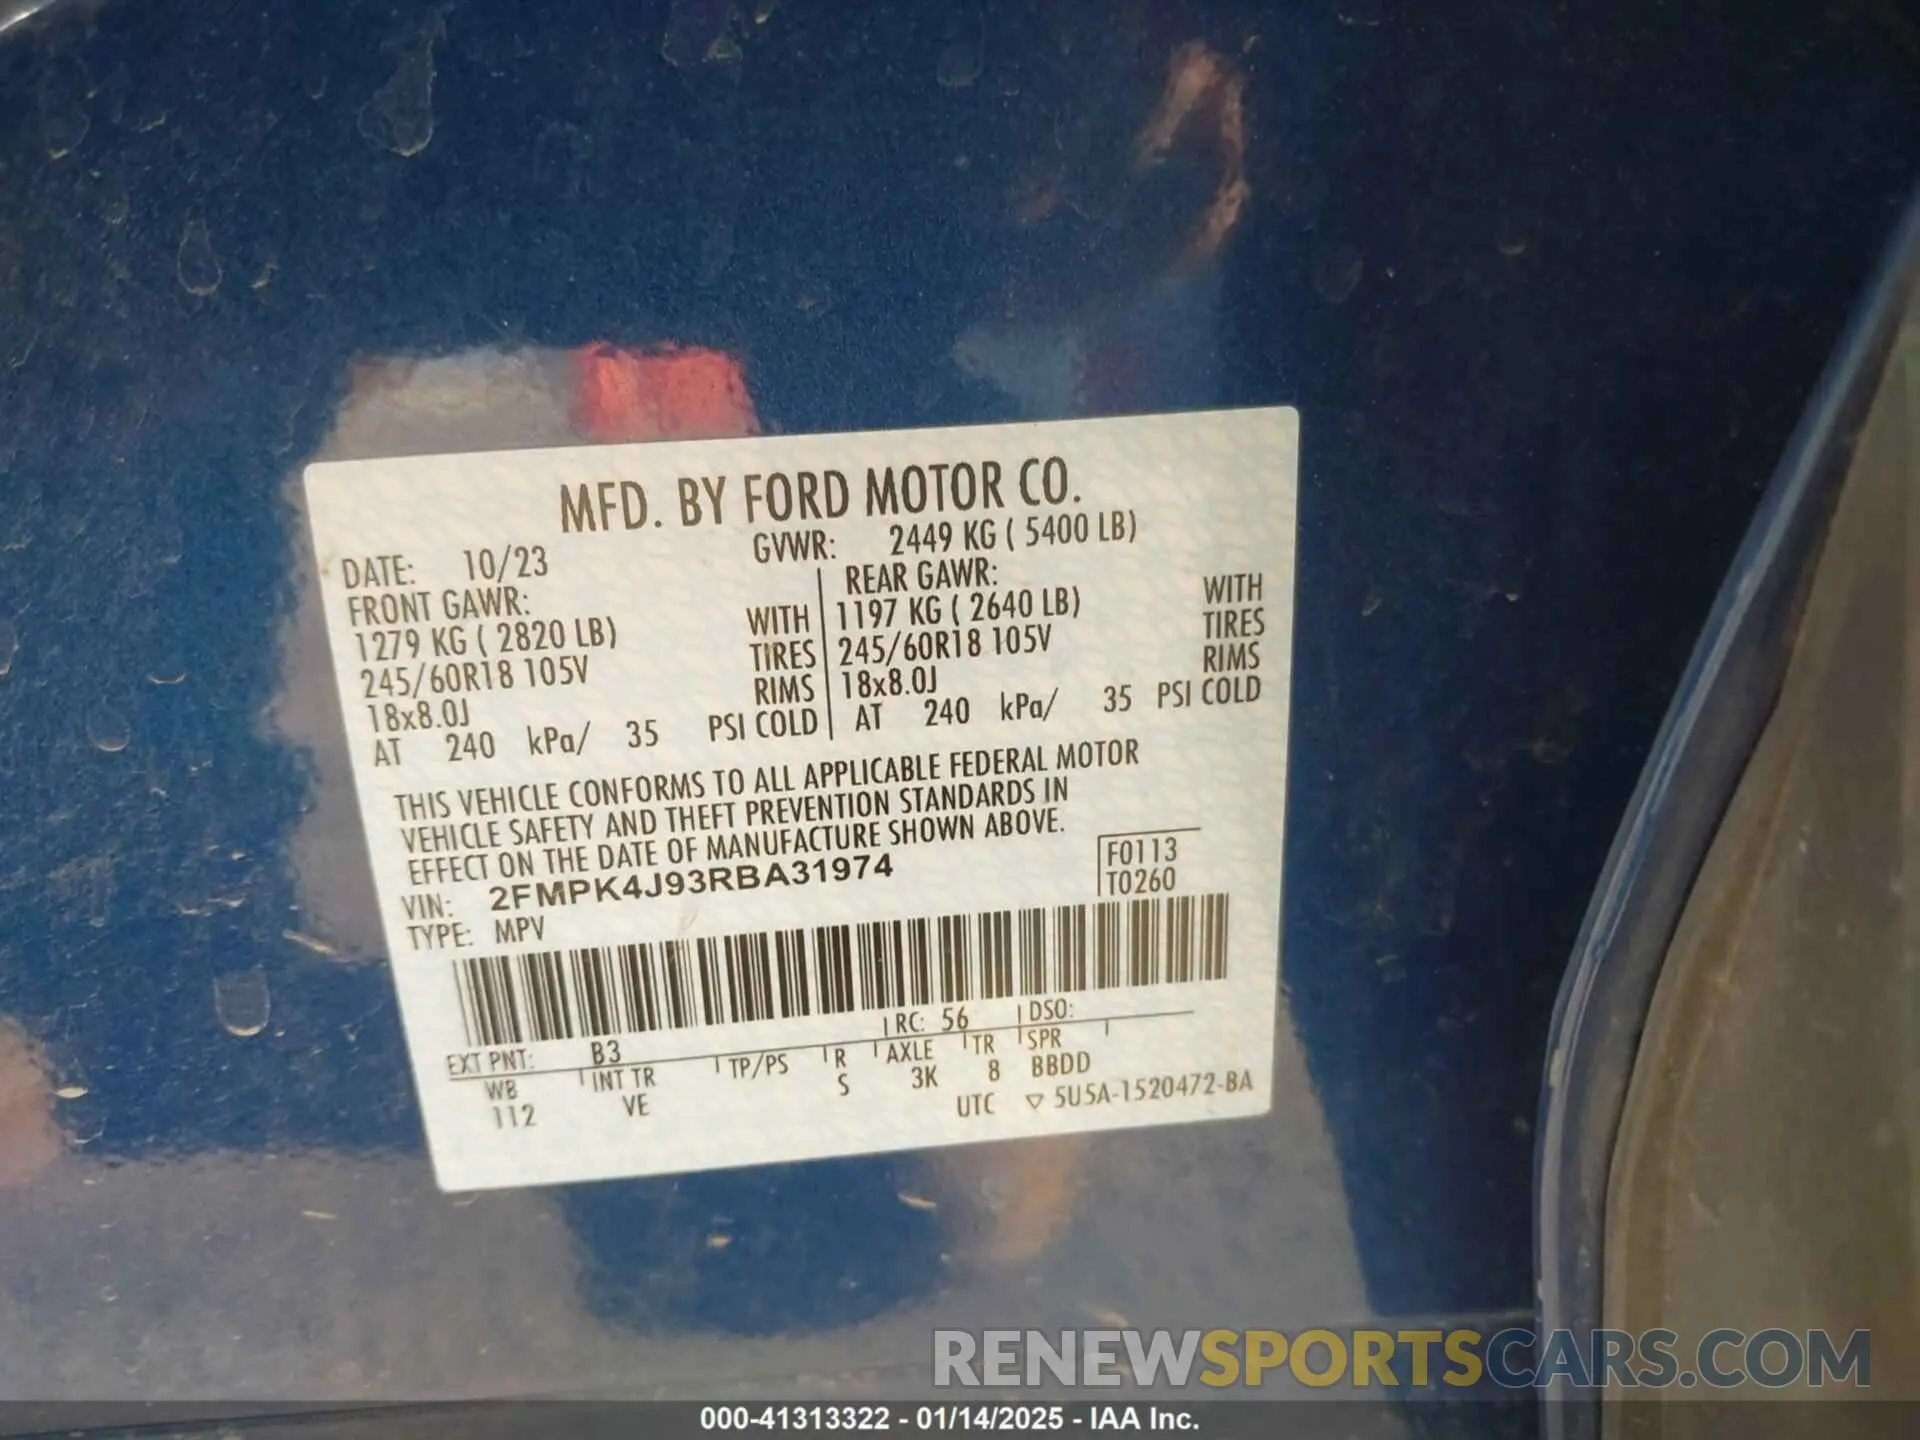 MFD. BY FORD MOTOR CO.
DATE: 10/23 GVWR: 2449 KG ( 5400 LB)
FRONT GAWR: REAR GAWR:
1279 KG ( 2820 LB) WITH 1197 KG ( 2640 LB) WITH
245/60R18 105V TIRES 245/60R18 105V TIRES
18x8.0J RIMS 18x8.0J RIMS
AT 240 kPa/ 35 PSI COLD AT 240 kPa/ 35 PSI COLD
THIS VEHICLE CONFORMS TO ALL APPLICABLE FEDERAL MOTOR
VEHICLE SAFETY AND THEFT PREVENTION STANDARDS IN
EFFECT ON THE DATE OF MANUFACTURE SHOWN ABOVE.
VIN: 2FMPK4J93RBA31974 F0113
TYPE: MPV T0260
EXT PNT: B3 RC: 56 DSO:
WB INT TR TP/PS R AXLE TR SPR
112 VE S 3K 8 BBDD
UTC ▽ 5U5A-1520472-BA
RENEWSPORTSCARS.COM
000-41313322 - 01/14/2025 - IAA Inc.